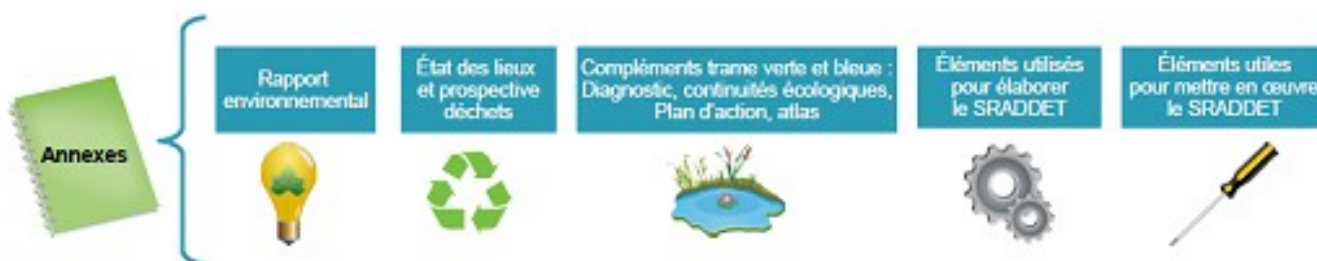 Annexes
Rapport
environnemental
État des lieux
et prospective
déchets
Compléments trame verte et bleue :
Diagnostic, continuités écologiques,
Plan d'action, atlas
Éléments utilisés
pour élaborer
le SRADDET
Éléments utiles
pour mettre en œuvre
le SRADDET